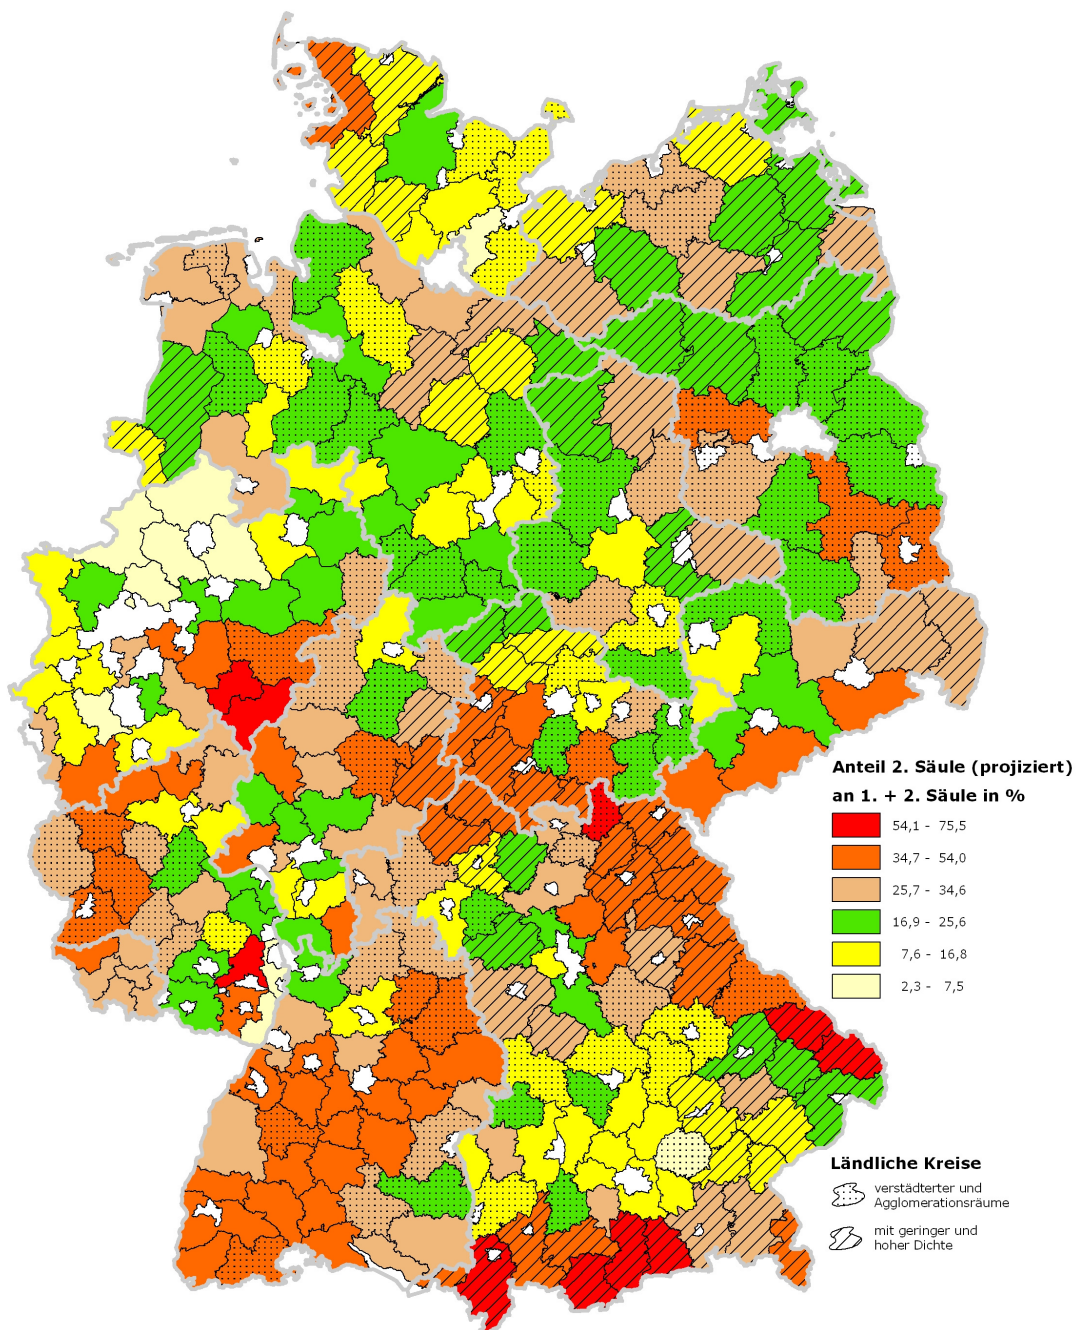 Anteil 2. Säule (projiziert)
an 1. + 2. Säule in %
54,1 - 75,5
34,7 - 54,0
25,7 - 34,6
16,9 - 25,6
7,6 - 16,8
2,3 - 7,5
Ländliche Kreise
verstädterter und
Agglomerationsräume
mit geringer und
hoher Dichte